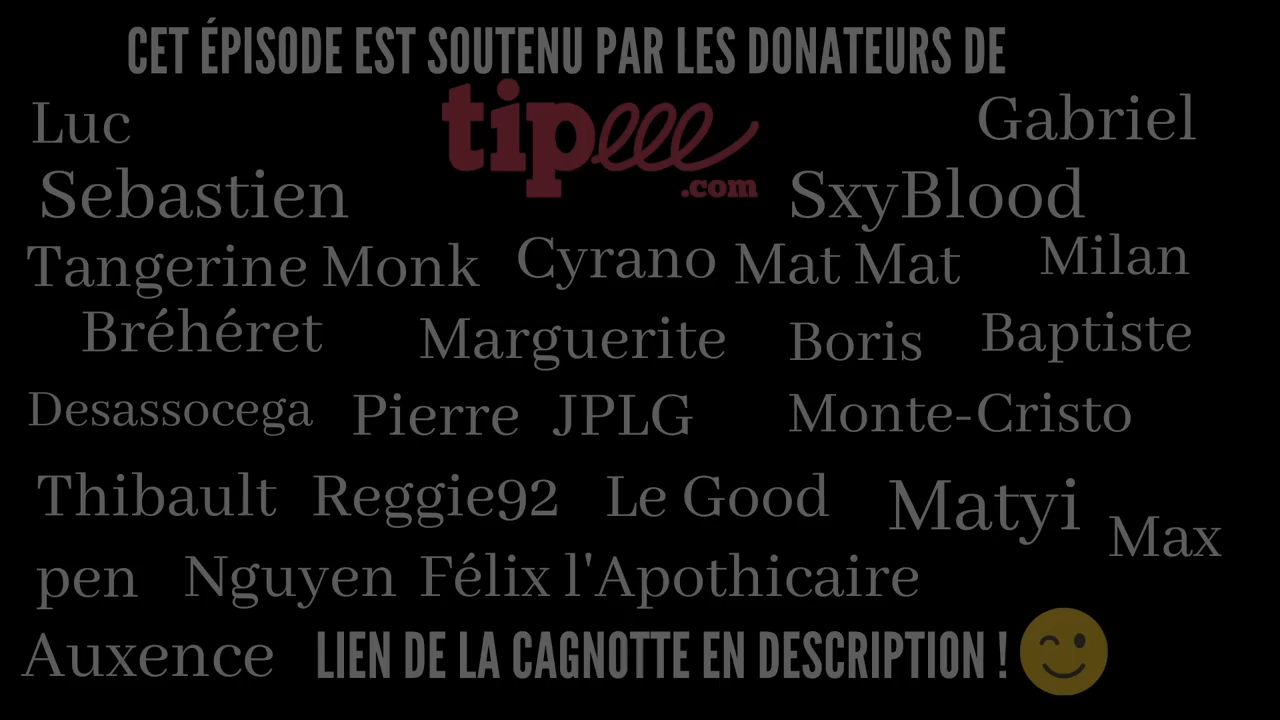 CET ÉPISODE EST SOUTENU PAR LES DONATEURS DE
tipeee
.com
Luc
Gabriel
Sebastien
SxyBlood
Tangerine Monk
Cyrano
Mat Mat
Milan
Bréhéret
Marguerite
Boris
Baptiste
Desassocega
Pierre
JPLG
Monte-Cristo
Thibault
Reggie92
Le Good
Matyi
Max
pen
Nguyen
Félix l'Apothicaire
Auxence
LIEN DE LA CAGNOTTE EN DESCRIPTION !